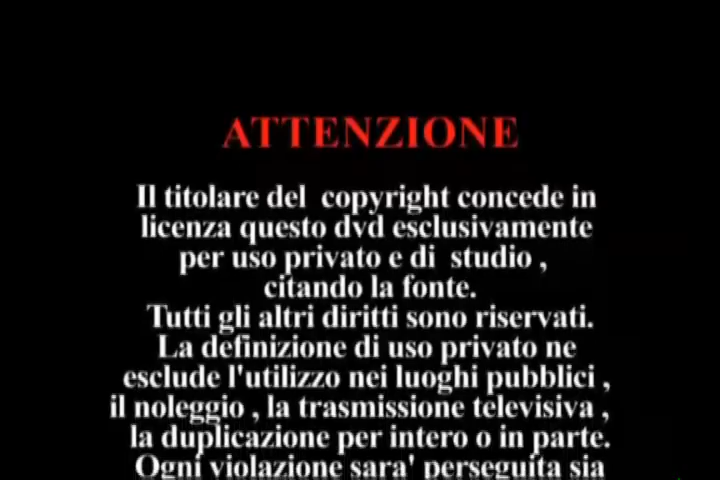 ATTENZIONE
Il titolare del copyright concede in
licenza questo dvd esclusivamente
per uso privato e di studio ,
citando la fonte.
Tutti gli altri diritti sono riservati.
La definizione di uso privato ne
esclude l'utilizzo nei luoghi pubblici ,
il noleggio , la trasmissione televisiva ,
la duplicazione per intero o in parte.
Ogni violazione sara' perseguita sia